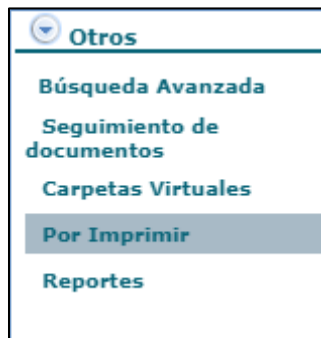 Otros
Búsqueda Avanzada
Seguimiento de
documentos
Carpetas Virtuales
Por Imprimir
Reportes